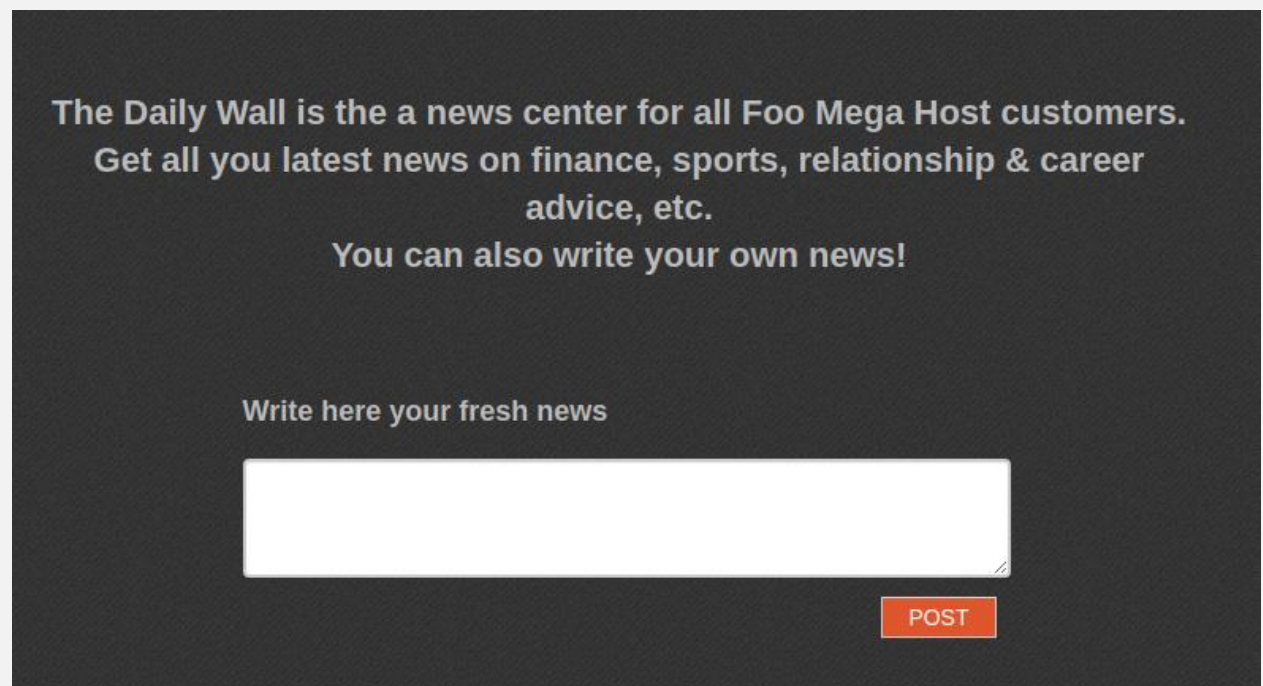 The Daily Wall is the a news center for all Foo Mega Host customers.
Get all you latest news on finance, sports, relationship & career
advice, etc.
You can also write your own news!
Write here your fresh news
POST